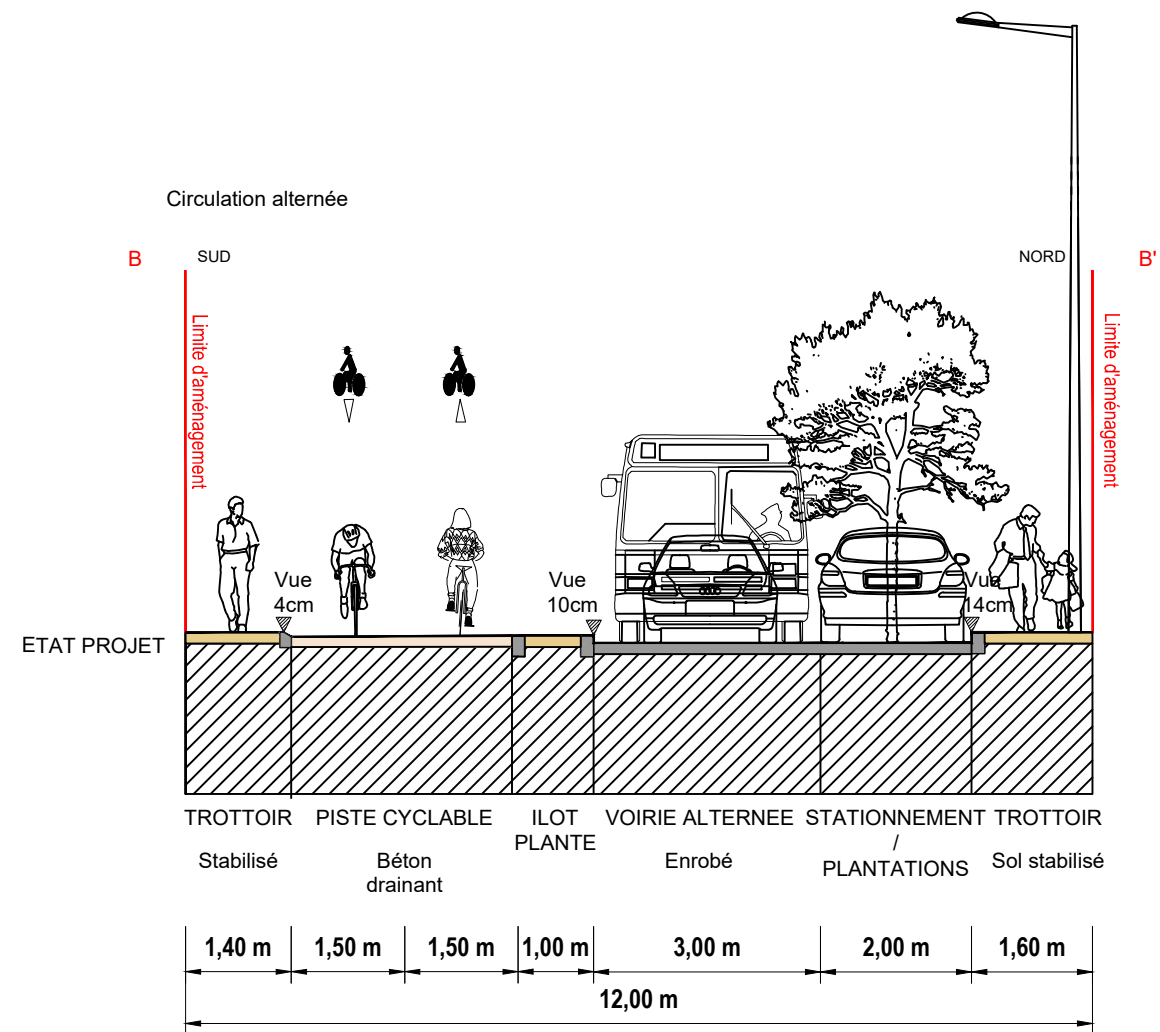 Circulation alternée
B
SUD
NORD
B'
Limite d'aménagement
Limite d'aménagement
Vue
4cm
Vue
10cm
Vue
14cm
ETAT PROJET
TROTTOIR
PISTE CYCLABLE
ILOT
PLANTE
VOIRIE ALTERNEE
STATIONNEMENT
/
PLANTATIONS
TROTTOIR
Stabilisé
Béton
drainant
Enrobé
Sol stabilisé
1,40 m
1,50 m
1,50 m
1,00 m
3,00 m
2,00 m
1,60 m
12,00 m